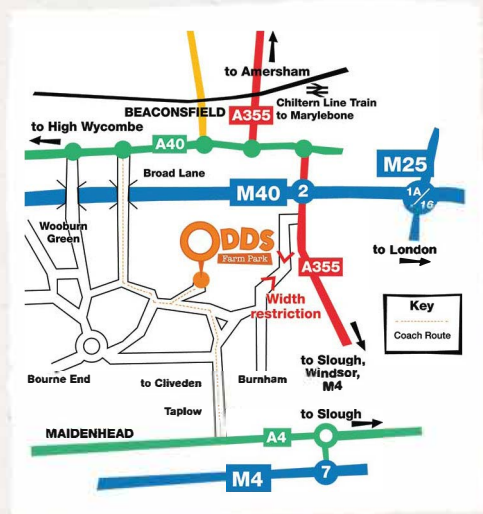 to Amersham
Chiltern Line Train
to Marylebone
BEACONSFIELD
A355
to High Wycombe
A40
Broad Lane
M25
M40
2
1A/16
Wooburn
Green
ODDS
Farm Park
to London
A355
Width
restriction
Key
Coach Route
to Slough,
Windsor,
M4
Bourne End
to Cliveden
Burnham
Taplow
to Slough
MAIDENHEAD
A4
M4
7